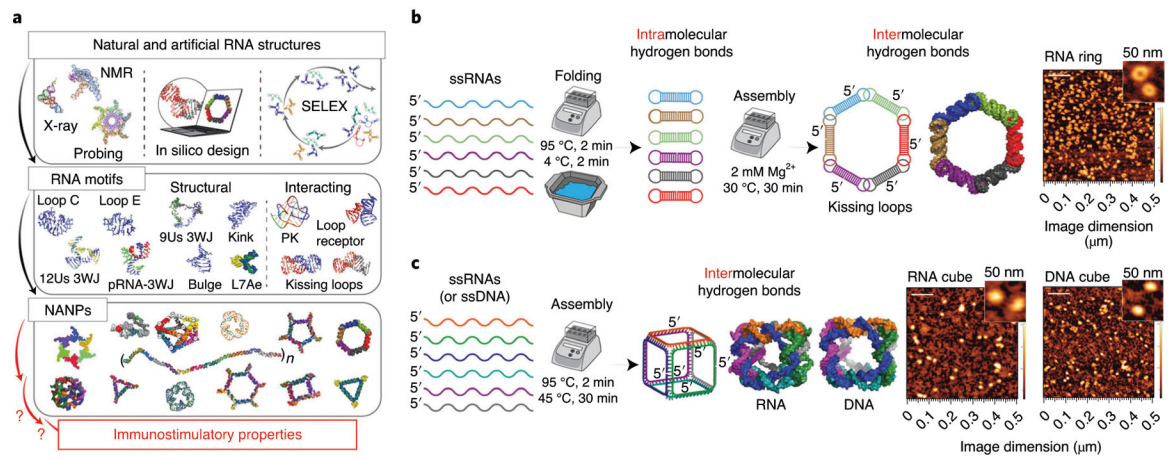 a
Natural and artificial RNA structures
NMR
X-ray
Probing
In silico design
SELEX
RNA motifs
Structural
Interacting
Loop C
Loop E
9Us 3WJ
Kink
PK
Loop
receptor
12Us 3WJ
pRNA-3WJ
Bulge
L7Ae
Kissing loops
NANPs
n
?
?
Immunostimulatory properties
b
Intramolecular
hydrogen bonds
Intermolecular
hydrogen bonds
ssRNAs
Folding
5′
5′
5′
5′
5′
5′
95 °C, 2 min
4 °C, 2 min
Assembly
2 mM Mg2+
30 °C, 30 min
5′
5′
5′
5′
5′
5′
Kissing loops
RNA ring
50 nm
0
0.1
0.2
0.3
0.4
0.5
Image dimension
(μm)
c
ssRNAs
(or ssDNA)
5′
5′
5′
5′
5′
5′
Assembly
95 °C, 2 min
45 °C, 30 min
Intermolecular
hydrogen bonds
5′
5′
5′
5′
5′
5′
RNA
DNA
RNA cube
50 nm
0
0.1
0.2
0.3
0.4
0.5
DNA cube
50 nm
0
0.1
0.2
0.3
0.4
0.5
Image dimension (μm)